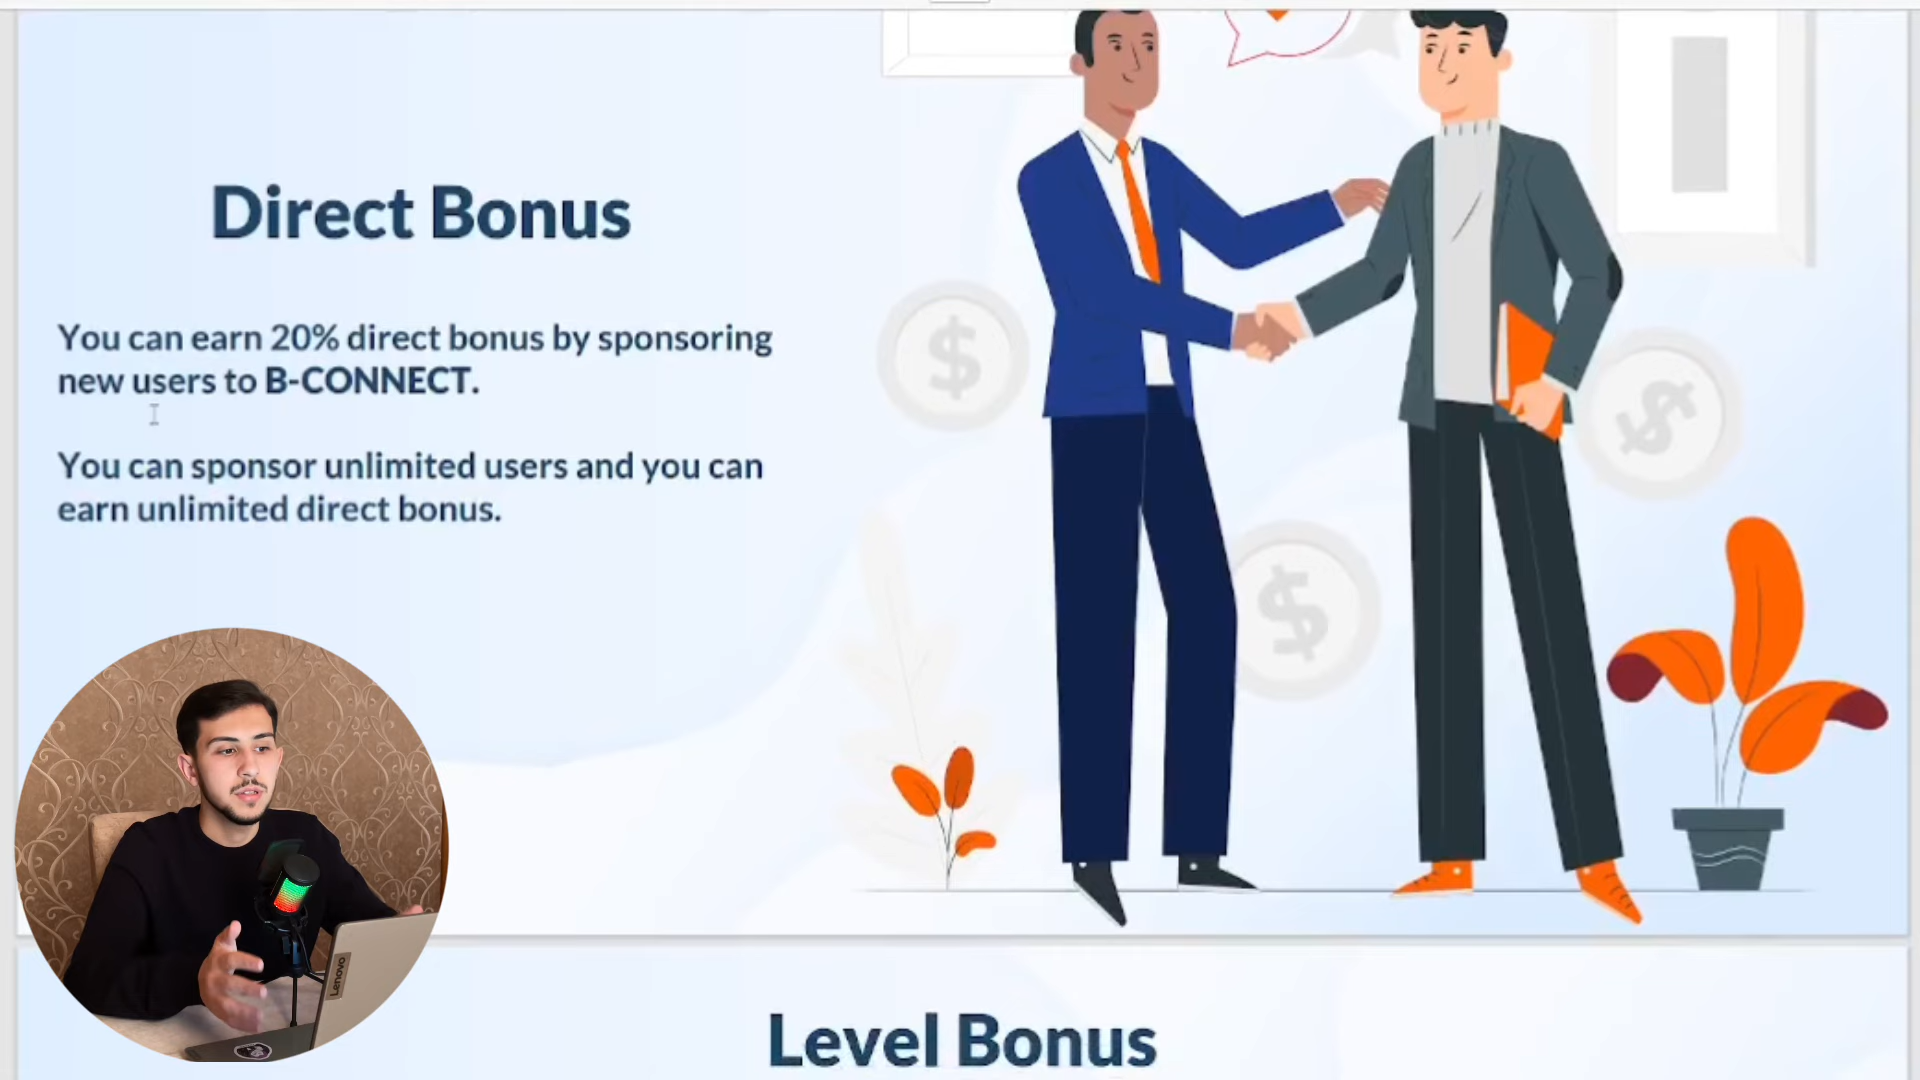 Direct Bonus
You can earn 20% direct bonus by sponsoring
new users to B-CONNECT.
You can sponsor unlimited users and you can
earn unlimited direct bonus.
Lenovo
Level Bonus